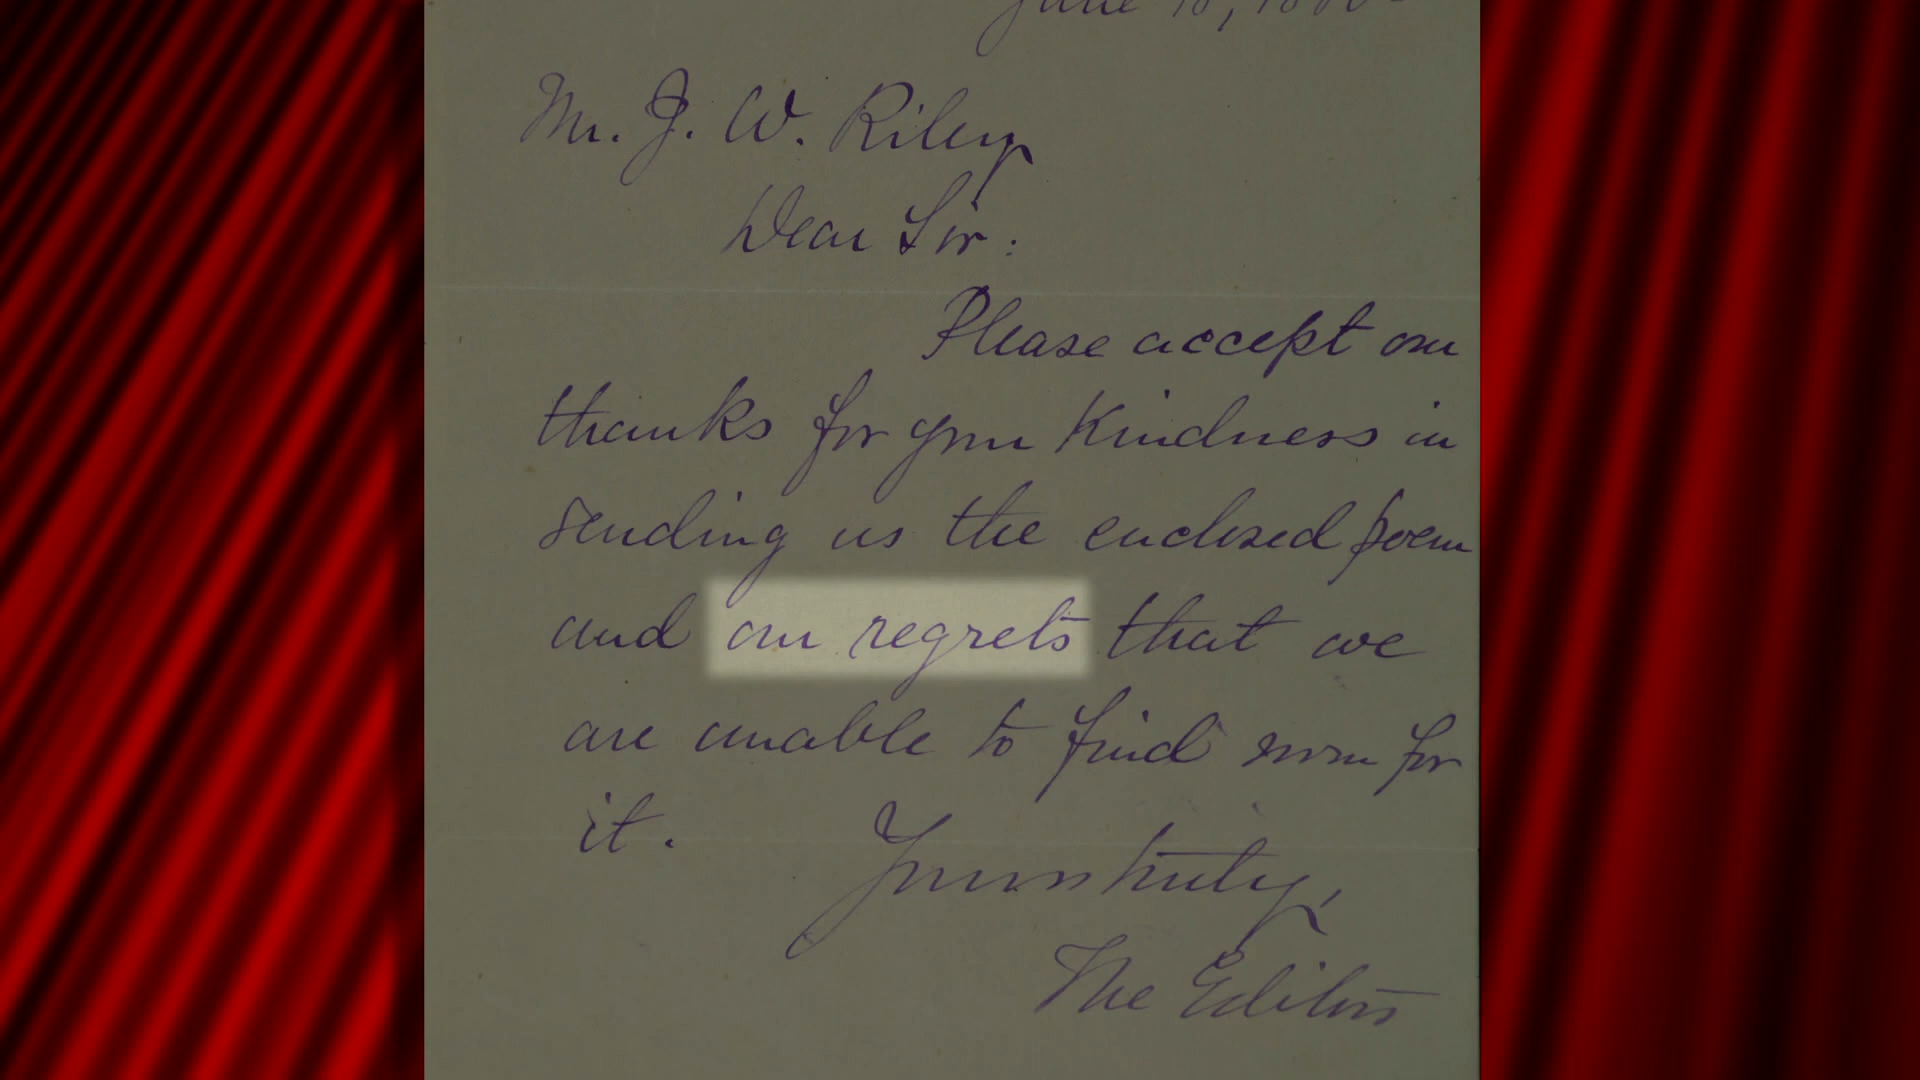 June
Mr. J. W. Riley
Dear Sir:
Please accept our
thanks for your kindness in
sending us the enclosed poem
and our regrets that we
are unable to find room for
it.
Yours truly,
The Editors